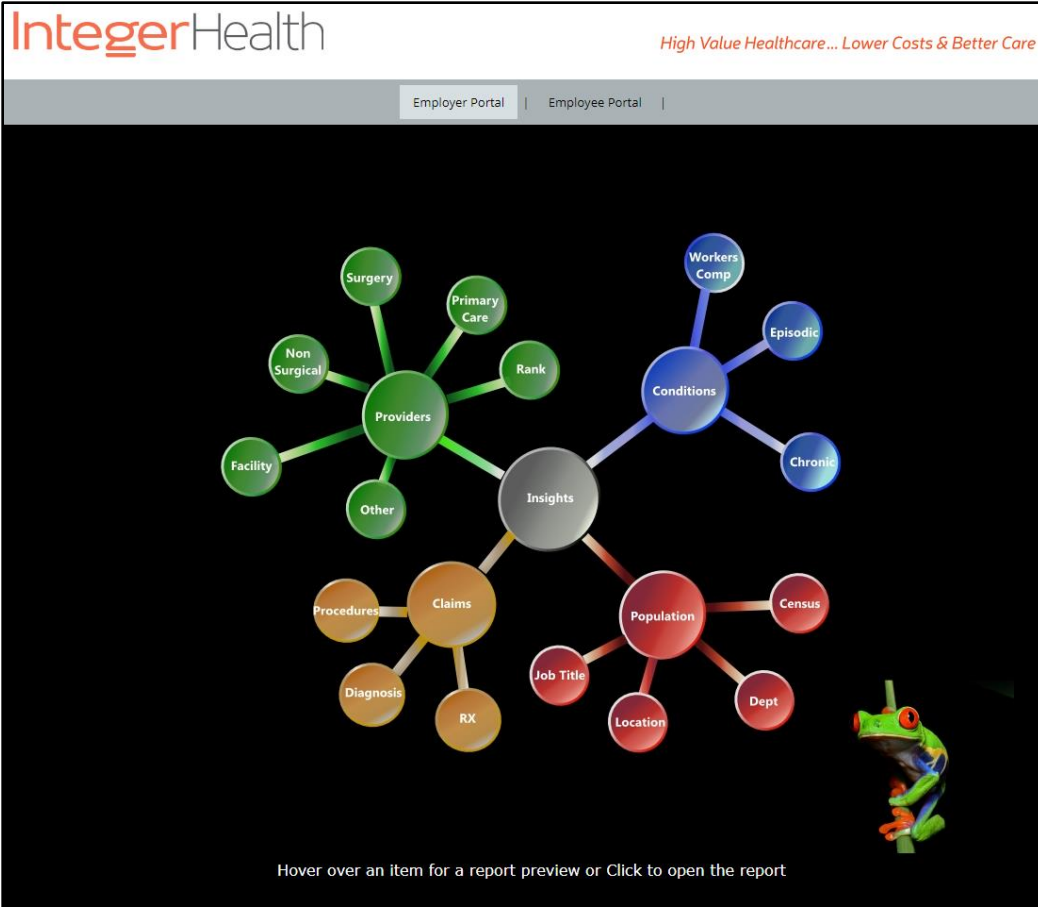 IntegerHealth
High Value Healthcare... Lower Costs & Better Care
Employer Portal | Employee Portal |
Surgery
Primary
Care
Non
Surgical
Rank
Providers
Facility
Other
Workers
Comp
Episodic
Conditions
Chronic
Insights
Procedures
Claims
Diagnosis
RX
Population
Census
Job Title
Location
Dept
Hover over an item for a report preview or Click to open the report